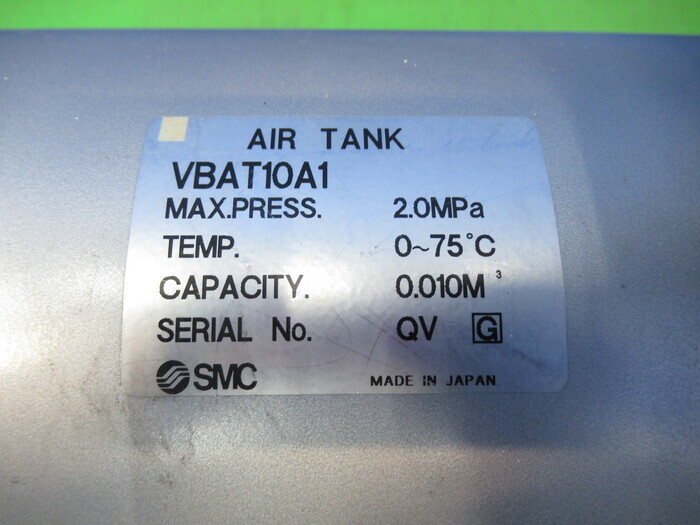 AIR TANK
VBAT10A1
MAX.PRESS. 2.0MPa
TEMP. 0~75°C
CAPACITY. 0.010M³
SERIAL No. QV G
SMC MADE IN JAPAN